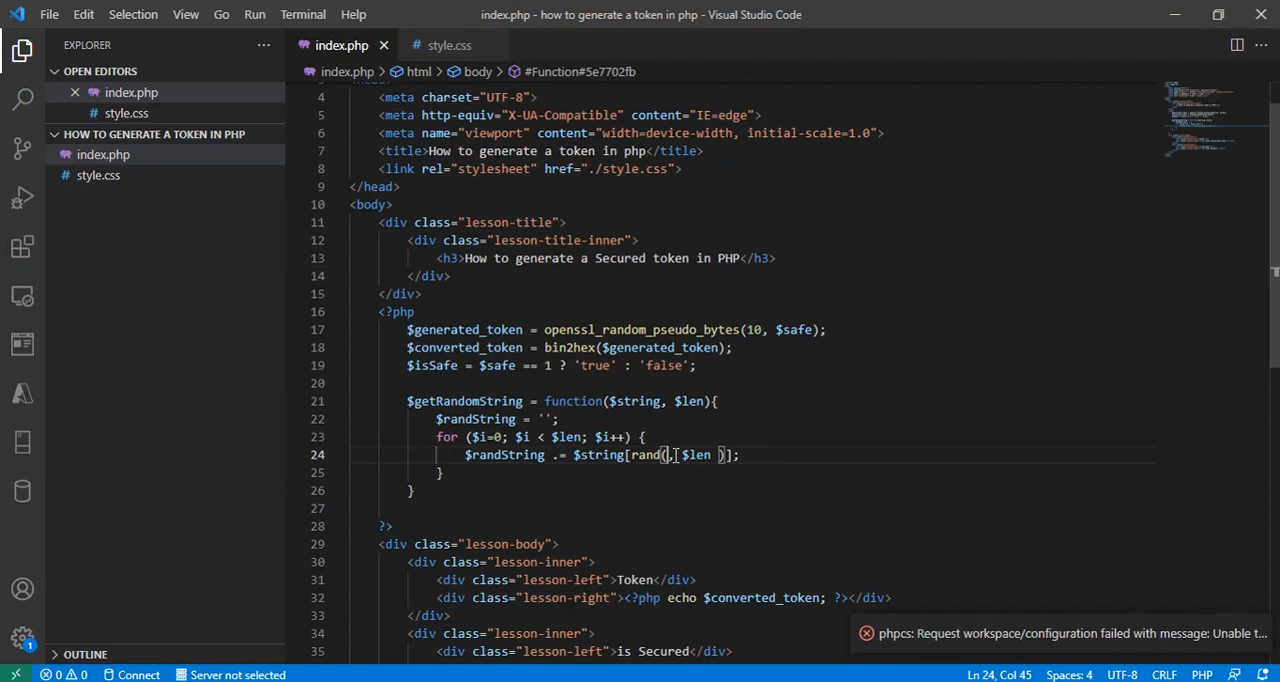 File Edit Selection View Go Run Terminal Help index.php - how to generate a token in php - Visual Studio Code
EXPLORER
index.php
style.css
OPEN EDITORS
index.php > html > body > #Function#5e7702fb
index.php
style.css
HOW TO GENERATE A TOKEN IN PHP
index.php
style.css
4 <meta charset="UTF-8">
5 <meta http-equiv="X-UA-Compatible" content="IE=edge">
6 <meta name="viewport" content="width=device-width, initial-scale=1.0">
7 <title>How to generate a token in php</title>
8 <link rel="stylesheet" href="./style.css">
9 </head>
10 <body>
11 <div class="lesson-title">
12 <div class="lesson-title-inner">
13 <h3>How to generate a Secured token in PHP</h3>
14 </div>
15 </div>
16 <?php
17 $generated_token = openssl_random_pseudo_bytes(10, $safe);
18 $converted_token = bin2hex($generated_token);
19 $isSafe = $safe == 1 ? 'true' : 'false';
20
21 $getRandomString = function($string, $len){
22 $randString = '';
23 for ($i=0; $i < $len; $i++) {
24 $randString .= $string[rand(, $len )];
25 }
26 }
27
28 ?>
29 <div class="lesson-body">
30 <div class="lesson-inner">
31 <div class="lesson-left">Token</div>
32 <div class="lesson-right"><?php echo $converted_token; ?></div>
33 </div>
34 <div class="lesson-inner">
35 <div class="lesson-left">is Secured</div>
phpcs: Request workspace/configuration failed with message: Unable t...
OUTLINE
1
0 0 Connect Server not selected Ln 24, Col 45 Spaces: 4 UTF-8 CRLF PHP